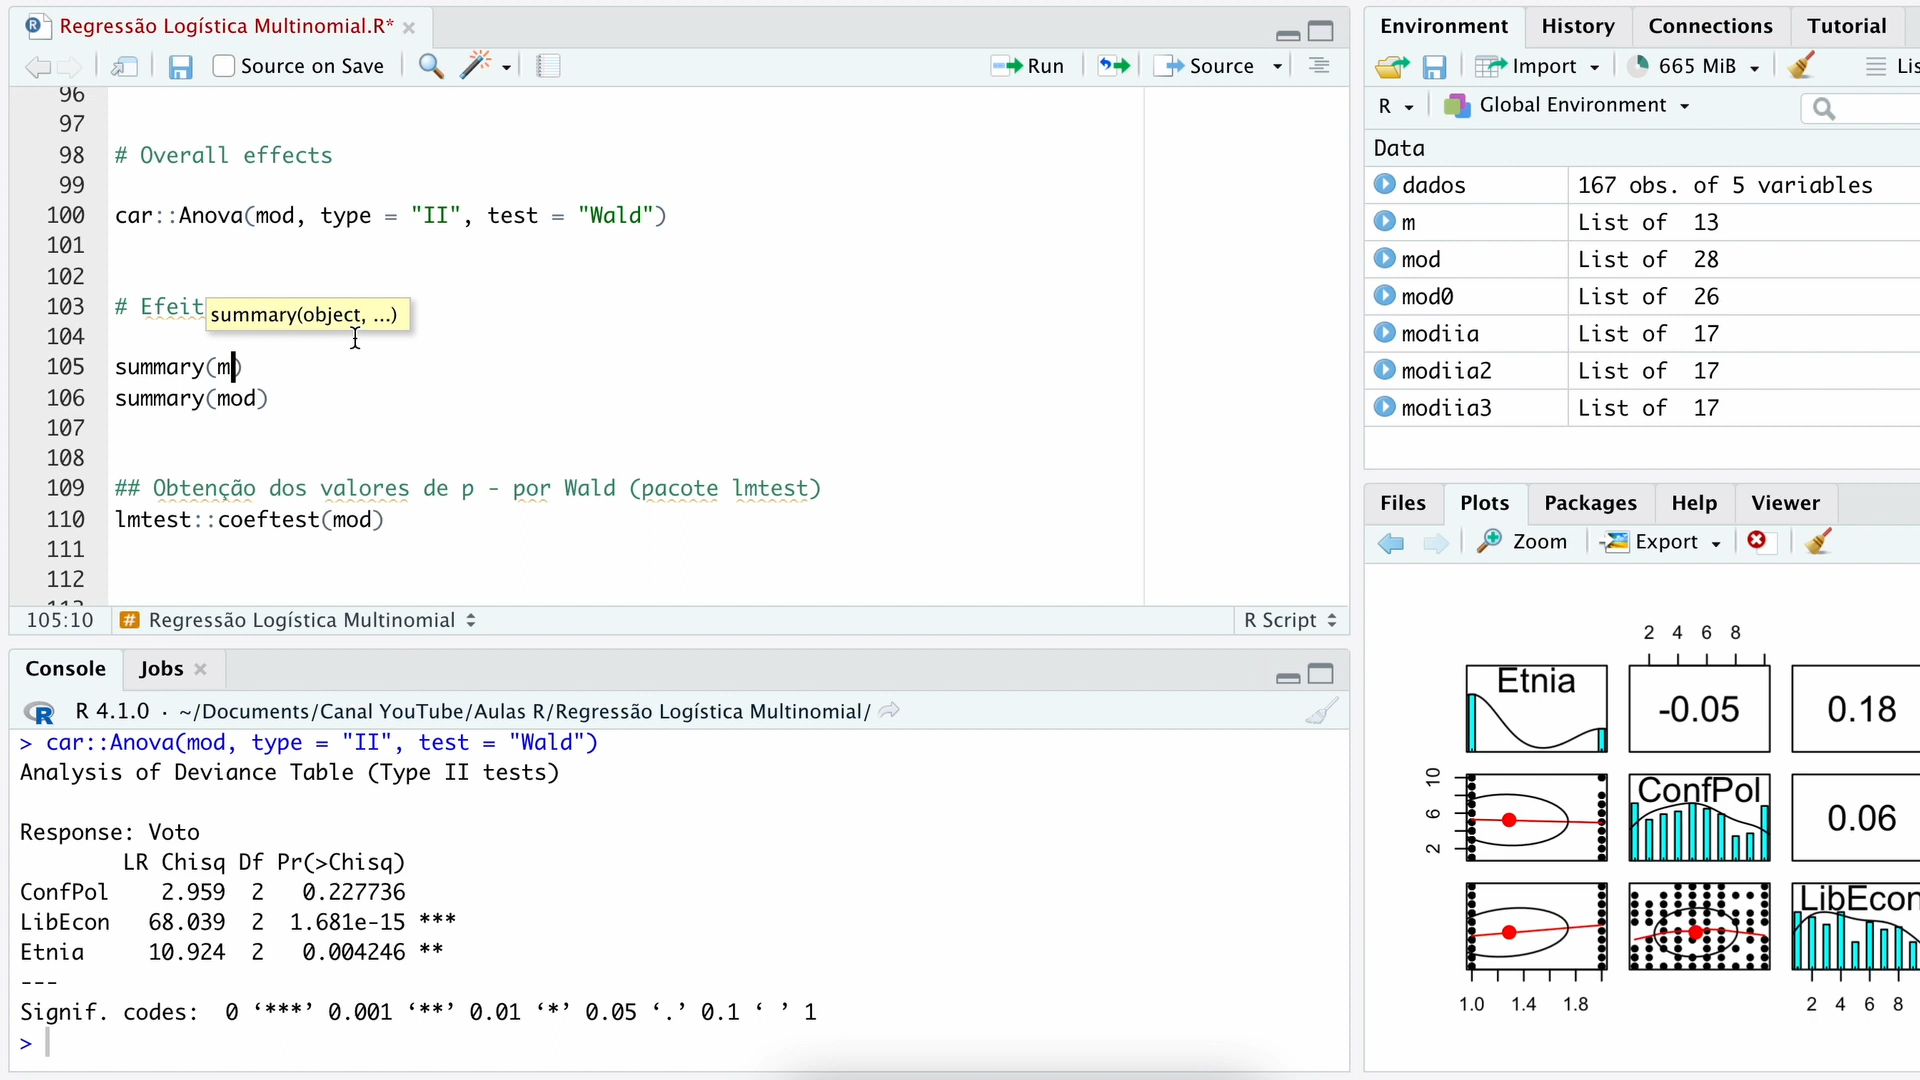 Regressão Logística Multinomial.R*
Source on Save
Run
Source
96
97
98 # Overall effects
99
100 car::Anova(mod, type = "II", test = "Wald")
101
102
103 # Efeit
summary(object, ...)
104
105 summary(m)
106 summary(mod)
107
108
109 ## Obtenção dos valores de p - por Wald (pacote lmtest)
110 lmtest::coeftest(mod)
111
112
105:10 Regressão Logística Multinomial R Script
Console Jobs
R 4.1.0 · ~/Documents/Canal YouTube/Aulas R/Regressão Logística Multinomial/
> car::Anova(mod, type = "II", test = "Wald")
Analysis of Deviance Table (Type II tests)
Response: Voto
LR Chisq Df Pr(>Chisq)
ConfPol 2.959 2 0.227736
LibEcon 68.039 2 1.681e-15 ***
Etnia 10.924 2 0.004246 **
---
Signif. codes: 0 ‘***’ 0.001 ‘**’ 0.01 ‘*’ 0.05 ‘.’ 0.1 ‘ ’ 1
>
Environment History Connections Tutorial
Import 665 MiB Lis
R Global Environment
Data
dados 167 obs. of 5 variables
m List of 13
mod List of 28
mod0 List of 26
modiia List of 17
modiia2 List of 17
modiia3 List of 17
Files Plots Packages Help Viewer
Zoom Export
2 4 6 8
Etnia -0.05 0.18
10 6 2
ConfPol 0.06
LibEcon
1.0 1.4 1.8 2 4 6 8